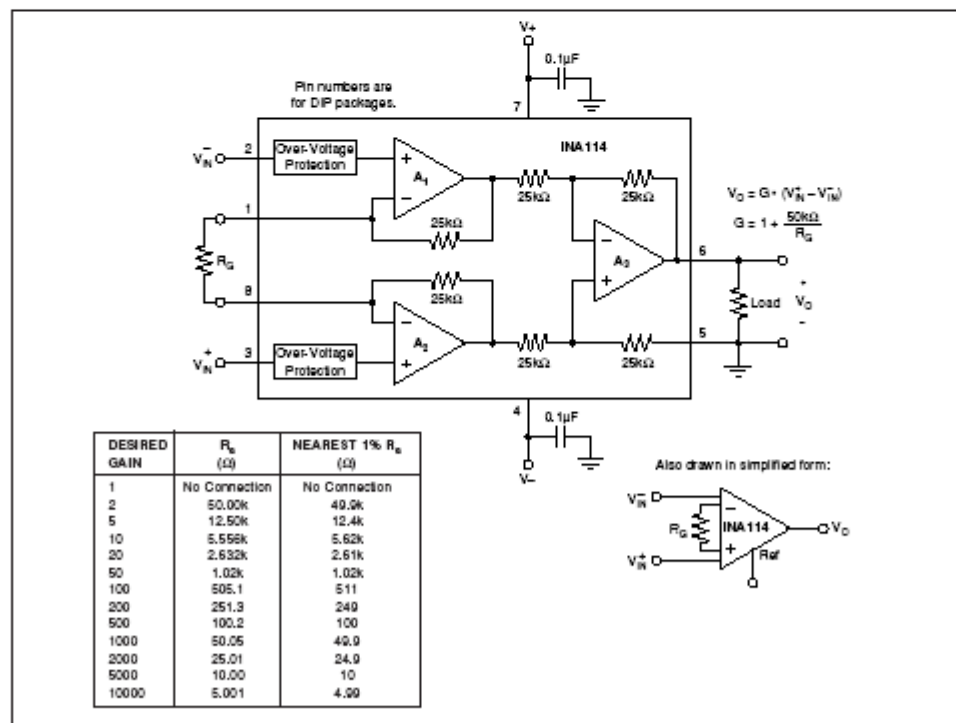 V+
0.1µF
Pin numbers are
for DIP packages.
7
INA114
V⁻IN
2
Over-Voltage
Protection
+
A1
−
25kΩ
25kΩ
25kΩ
1
RG
8
25kΩ
−
A2
+
V⁺IN
3
Over-Voltage
Protection
−
A3
+
25kΩ
25kΩ
6
5
VO = G • (V⁺IN − V⁻IN)
G = 1 + 50kΩ
RG
Load
+
VO
-
4
0.1µF
V−
DESIRED GAIN | RG (Ω) | NEAREST 1% RG (Ω)
1 No Connection No Connection
2 50.00k 49.9k
5 12.50k 12.4k
10 5.556k 5.62k
20 2.632k 2.61k
50 1.02k 1.02k
100 505.1 511
200 251.3 249
500 100.2 100
1000 50.05 49.9
2000 25.01 24.9
5000 10.00 10
10000 5.001 4.99
Also drawn in simplified form:
V⁻IN
−
RG
INA114
VO
+
V⁺IN
Ref